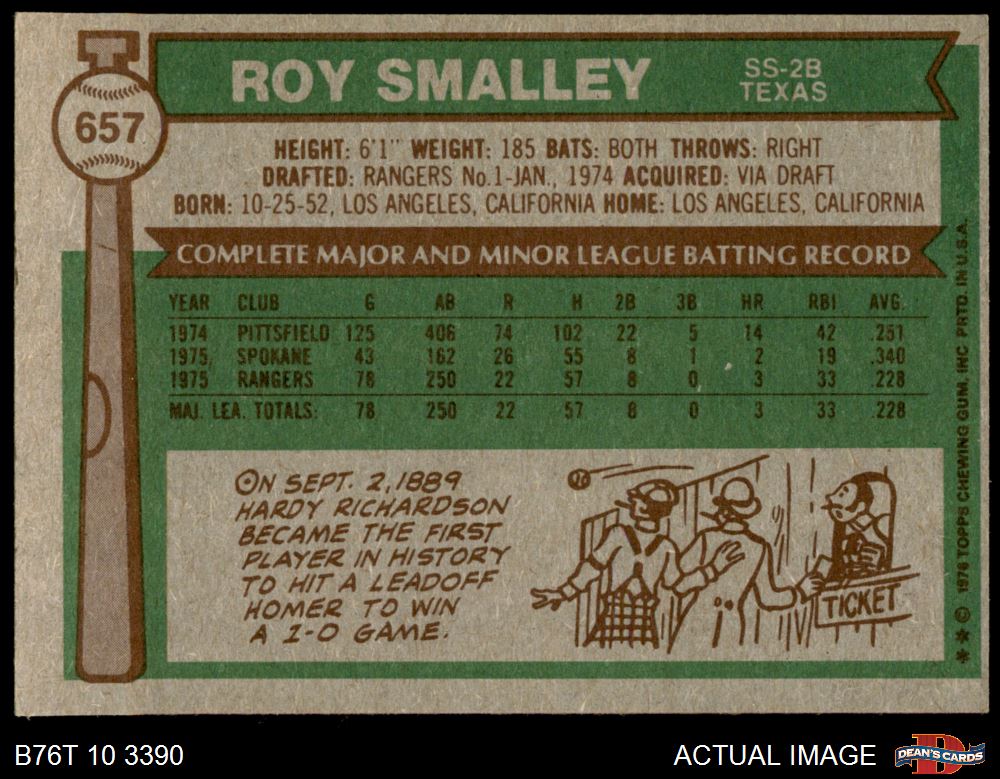 657
ROY SMALLEY
SS-2B
TEXAS
HEIGHT: 6'1" WEIGHT: 185 BATS: BOTH THROWS: RIGHT
DRAFTED: RANGERS No.1-JAN., 1974 ACQUIRED: VIA DRAFT
BORN: 10-25-52, LOS ANGELES, CALIFORNIA HOME: LOS ANGELES, CALIFORNIA
COMPLETE MAJOR AND MINOR LEAGUE BATTING RECORD
YEAR CLUB G AB R H 2B 3B HR RBI AVG.
1974 PITTSFIELD 125 406 74 102 22 5 14 42 .251
1975 SPOKANE 43 162 26 55 8 1 2 19 .340
1975 RANGERS 78 250 22 57 8 0 3 33 .228
MAJ. LEA. TOTALS: 78 250 22 57 8 0 3 33 .228
ON SEPT. 2, 1889
HARDY RICHARDSON
BECAME THE FIRST
PLAYER IN HISTORY
TO HIT A LEADOFF
HOMER TO WIN
A 1-0 GAME.
TICKET
* * © 1976 TOPPS CHEWING GUM, INC. PRTD. IN U.S.A.
B76T 10 3390
ACTUAL IMAGE
DEAN'S CARDS